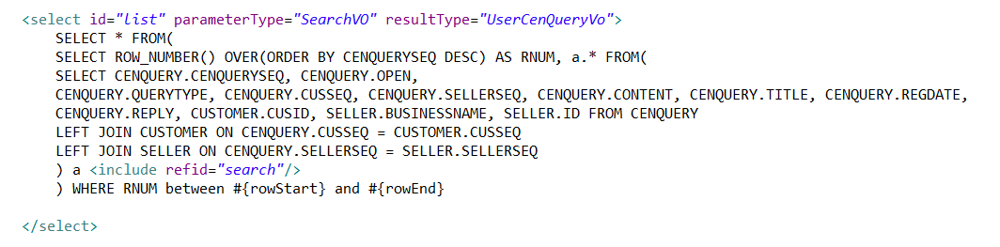 <select id="list" parameterType="SearchVO" resultType="UserCenQueryVo">
SELECT * FROM(
SELECT ROW_NUMBER() OVER(ORDER BY CENQUERYSEQ DESC) AS RNUM, a.* FROM(
SELECT CENQUERY.CENQUERYSEQ, CENQUERY.OPEN,
CENQUERY.QUERYTYPE, CENQUERY.CUSSEQ, CENQUERY.SELLERSEQ, CENQUERY.CONTENT, CENQUERY.TITLE, CENQUERY.REGDATE,
CENQUERY.REPLY, CUSTOMER.CUSID, SELLER.BUSINESSNAME, SELLER.ID FROM CENQUERY
LEFT JOIN CUSTOMER ON CENQUERY.CUSSEQ = CUSTOMER.CUSSEQ
LEFT JOIN SELLER ON CENQUERY.SELLERSEQ = SELLER.SELLERSEQ
) a <include refid="search"/>
) WHERE RNUM between #{rowStart} and #{rowEnd}
</select>